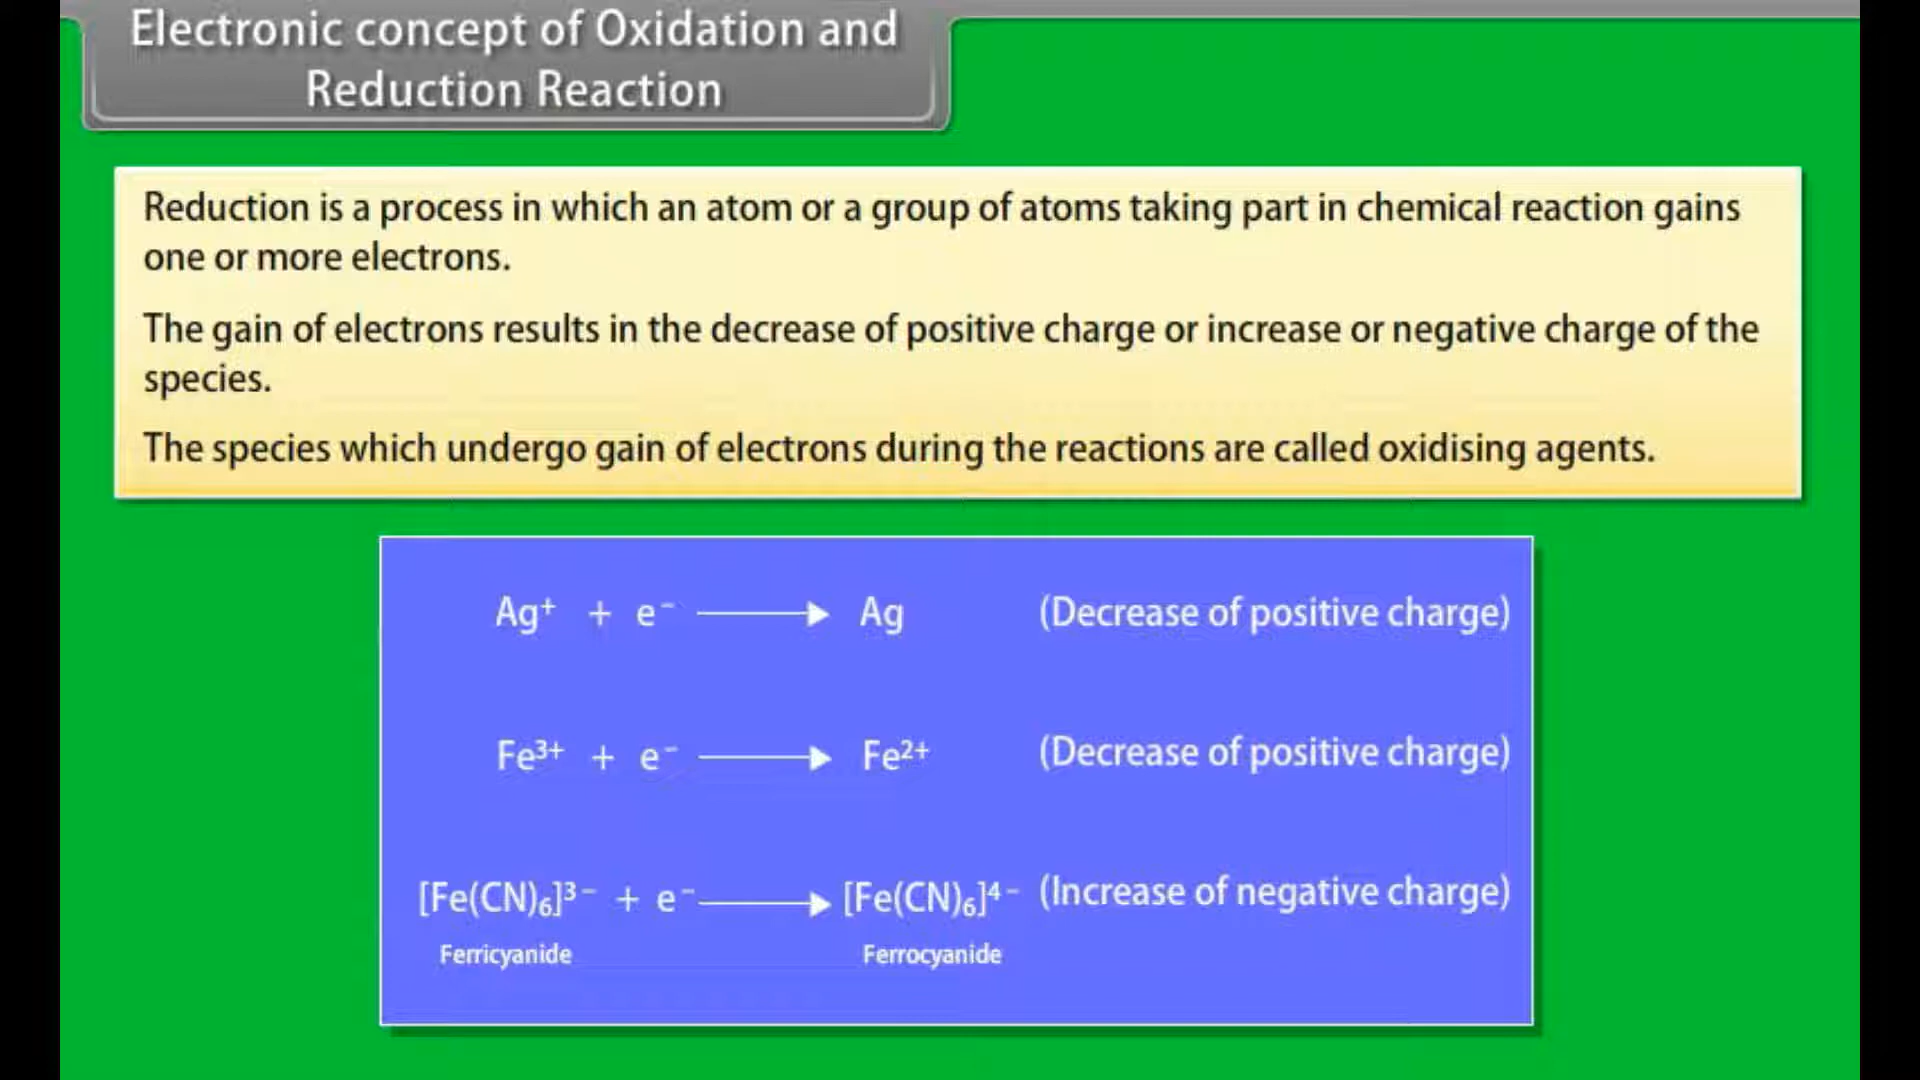 Electronic concept of Oxidation and
Reduction Reaction
Reduction is a process in which an atom or a group of atoms taking part in chemical reaction gains
one or more electrons.
The gain of electrons results in the decrease of positive charge or increase or negative charge of the
species.
The species which undergo gain of electrons during the reactions are called oxidising agents.
Ag⁺ + e⁻ ⟶ Ag (Decrease of positive charge)
Fe³⁺ + e⁻ ⟶ Fe²⁺ (Decrease of positive charge)
[Fe(CN)₆]³⁻ + e⁻ ⟶ [Fe(CN)₆]⁴⁻ (Increase of negative charge)
Ferricyanide Ferrocyanide